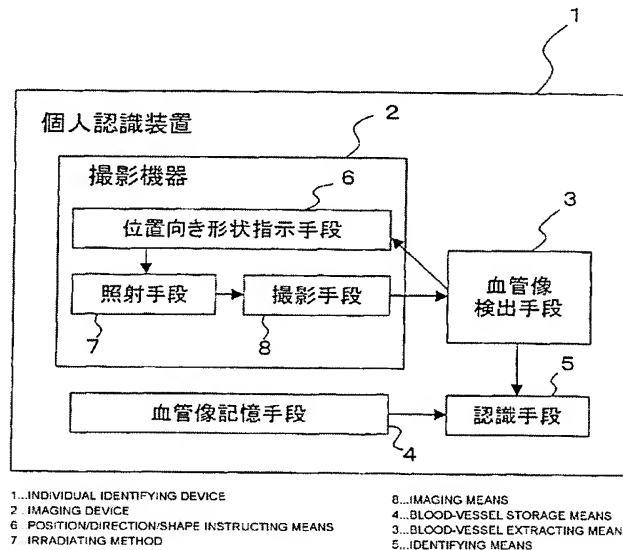 1
個人認識装置
2
撮影機器
6
位置向き形状指示手段
3
照射手段
撮影手段
血管像
検出手段
7
8
5
血管像記憶手段
認識手段
4
1...INDIVIDUAL IDENTIFYING DEVICE
2...IMAGING DEVICE
6...POSITION/DIRECTION/SHAPE INSTRUCTING MEANS
7...IRRADIATING METHOD
8...IMAGING MEANS
4...BLOOD-VESSEL STORAGE MEANS
3...BLOOD-VESSEL EXTRACTING MEAN
5...IDENTIFYING MEANS